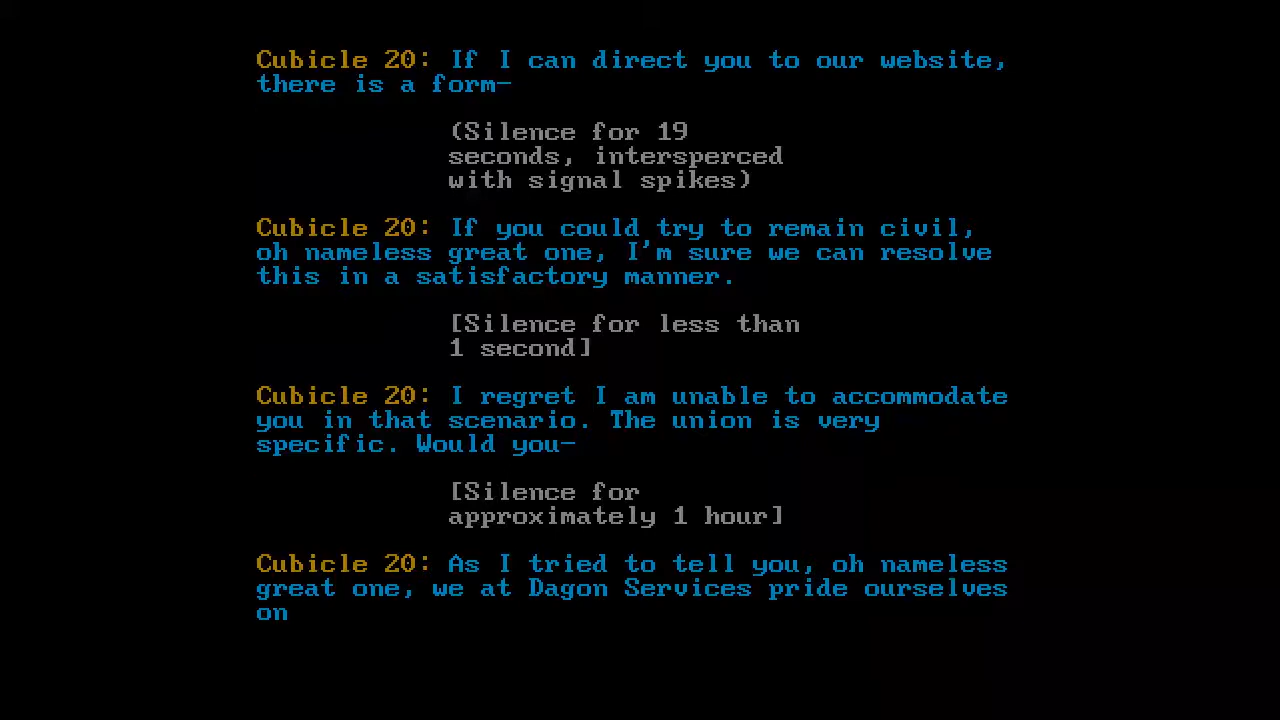 Cubicle 20: If I can direct you to our website,
there is a form-
(Silence for 19
seconds, intersperced
with signal spikes)
Cubicle 20: If you could try to remain civil,
oh nameless great one, I'm sure we can resolve
this in a satisfactory manner.
[Silence for less than
1 second]
Cubicle 20: I regret I am unable to accommodate
you in that scenario. The union is very
specific. Would you-
[Silence for
approximately 1 hour]
Cubicle 20: As I tried to tell you, oh nameless
great one, we at Dagon Services pride ourselves
on